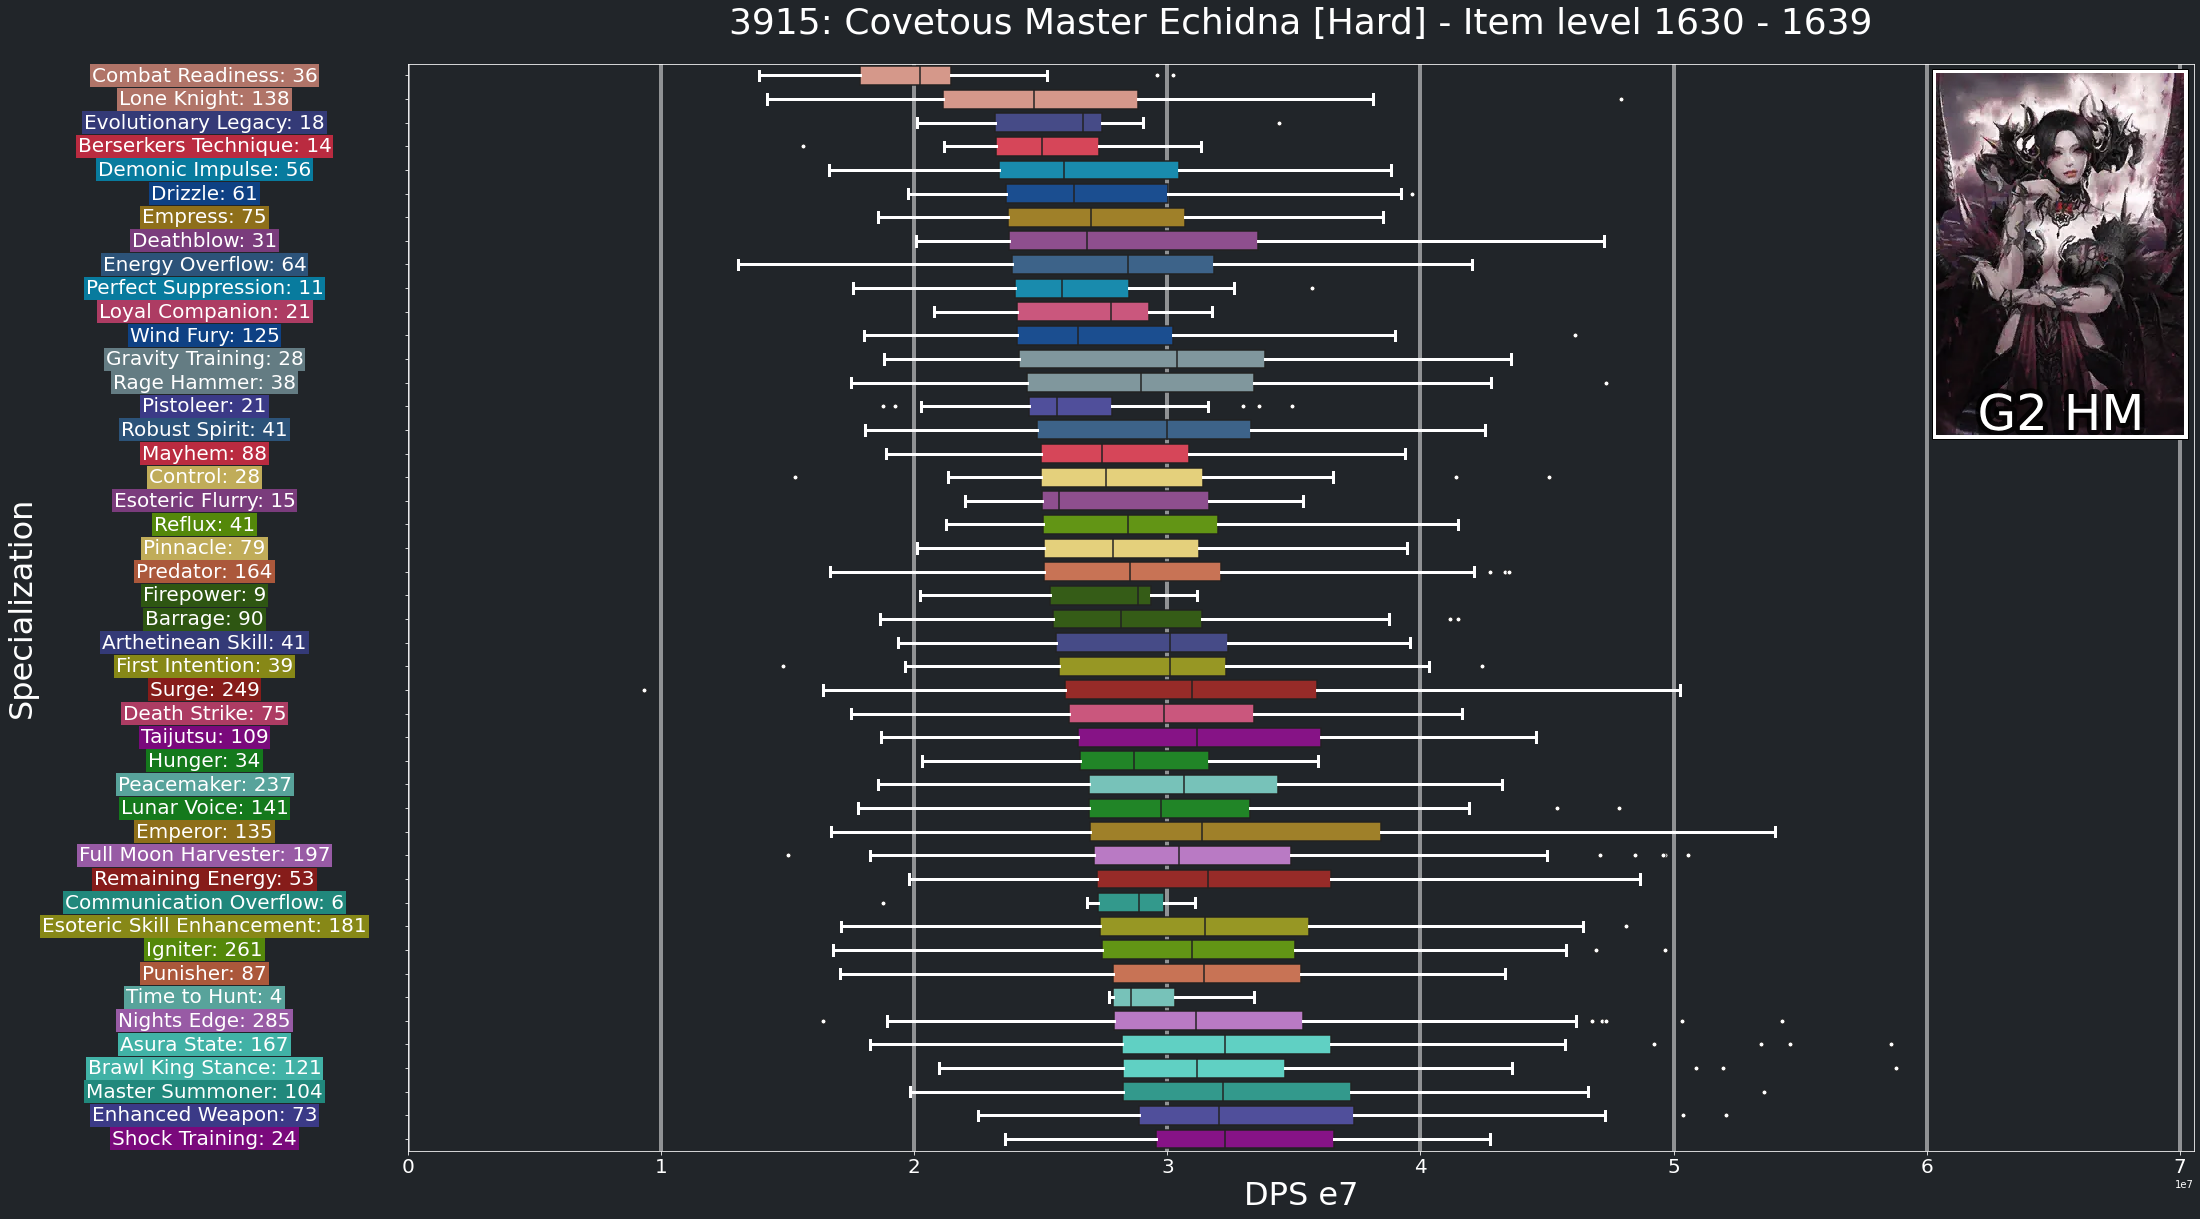 3915: Covetous Master Echidna [Hard] - Item level 1630 - 1639
Specialization
Combat Readiness: 36
Lone Knight: 138
Evolutionary Legacy: 18
Berserkers Technique: 14
Demonic Impulse: 56
Drizzle: 61
Empress: 75
Deathblow: 31
Energy Overflow: 64
Perfect Suppression: 11
Loyal Companion: 21
Wind Fury: 125
Gravity Training: 28
Rage Hammer: 38
Pistoleer: 21
Robust Spirit: 41
Mayhem: 88
Control: 28
Esoteric Flurry: 15
Reflux: 41
Pinnacle: 79
Predator: 164
Firepower: 9
Barrage: 90
Arthetinean Skill: 41
First Intention: 39
Surge: 249
Death Strike: 75
Taijutsu: 109
Hunger: 34
Peacemaker: 237
Lunar Voice: 141
Emperor: 135
Full Moon Harvester: 197
Remaining Energy: 53
Communication Overflow: 6
Esoteric Skill Enhancement: 181
Igniter: 261
Punisher: 87
Time to Hunt: 4
Nights Edge: 285
Asura State: 167
Brawl King Stance: 121
Master Summoner: 104
Enhanced Weapon: 73
Shock Training: 24
G2 HM
0 1 2 3 4 5 6 7
1e7
DPS e7